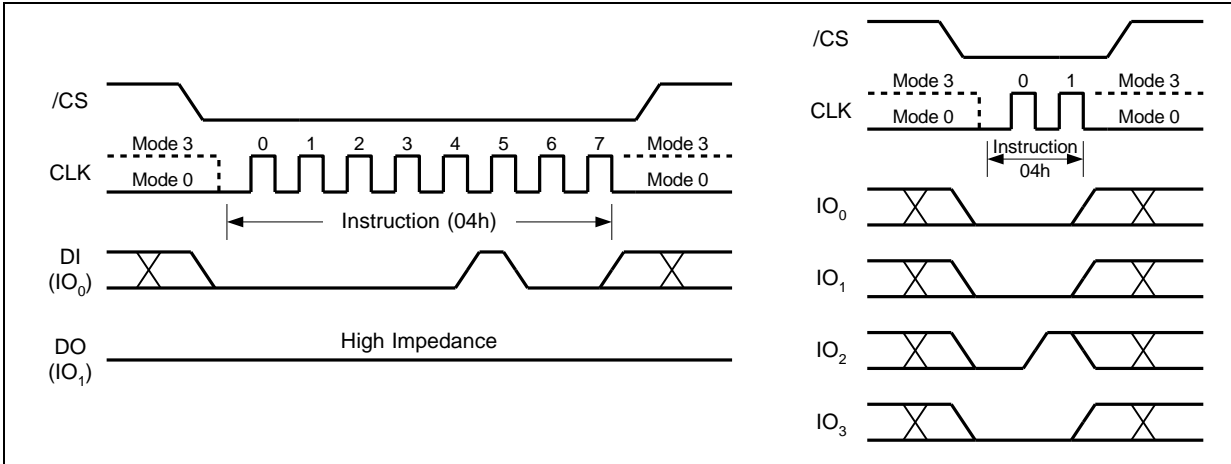 /CS
Mode 3
0 1 2 3 4 5 6 7
Mode 3
CLK
Mode 0
Mode 0
Instruction (04h)
DI
(IO0)
High Impedance
DO
(IO1)
/CS
Mode 3
0 1
Mode 3
CLK
Mode 0
Mode 0
Instruction
04h
IO0
IO1
IO2
IO3